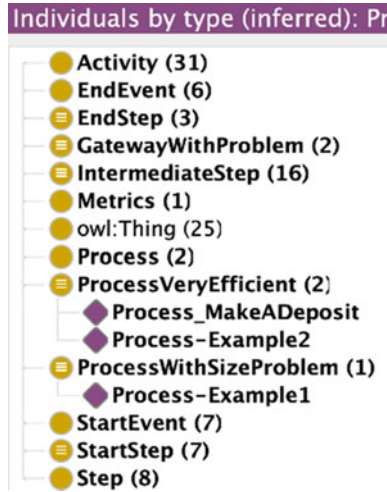 Individuals by type (inferred): Pr
Activity (31)
EndEvent (6)
EndStep (3)
GatewayWithProblem (2)
IntermediateStep (16)
Metrics (1)
owl:Thing (25)
Process (2)
ProcessVeryEfficient (2)
Process_MakeADeposit
Process-Example2
ProcessWithSizeProblem (1)
Process-Example1
StartEvent (7)
StartStep (7)
Step (8)